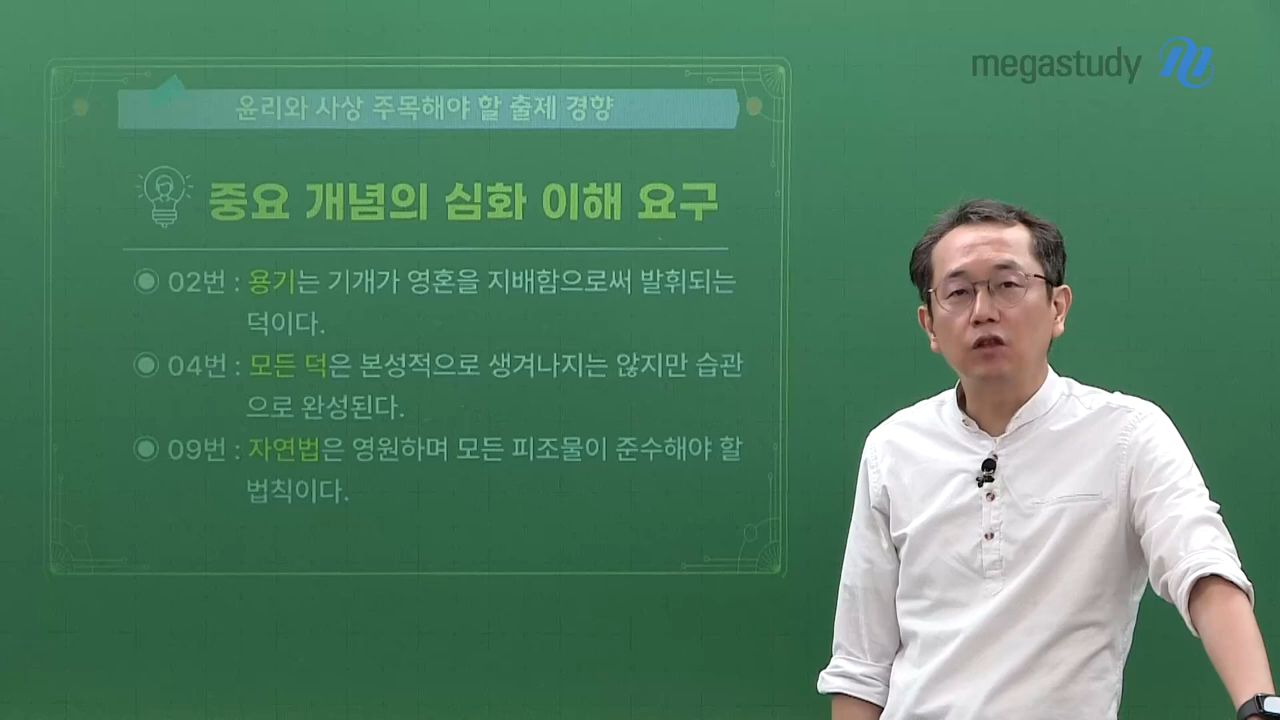 megastudy
윤리와 사상 주목해야 할 출제 경향
중요 개념의 심화 이해 요구
02번 : 용기는 기개가 영혼을 지배함으로써 발휘되는
덕이다.
04번 : 모든 덕은 본성적으로 생겨나지는 않지만 습관
으로 완성된다.
09번 : 자연법은 영원하며 모든 피조물이 준수해야 할
법칙이다.